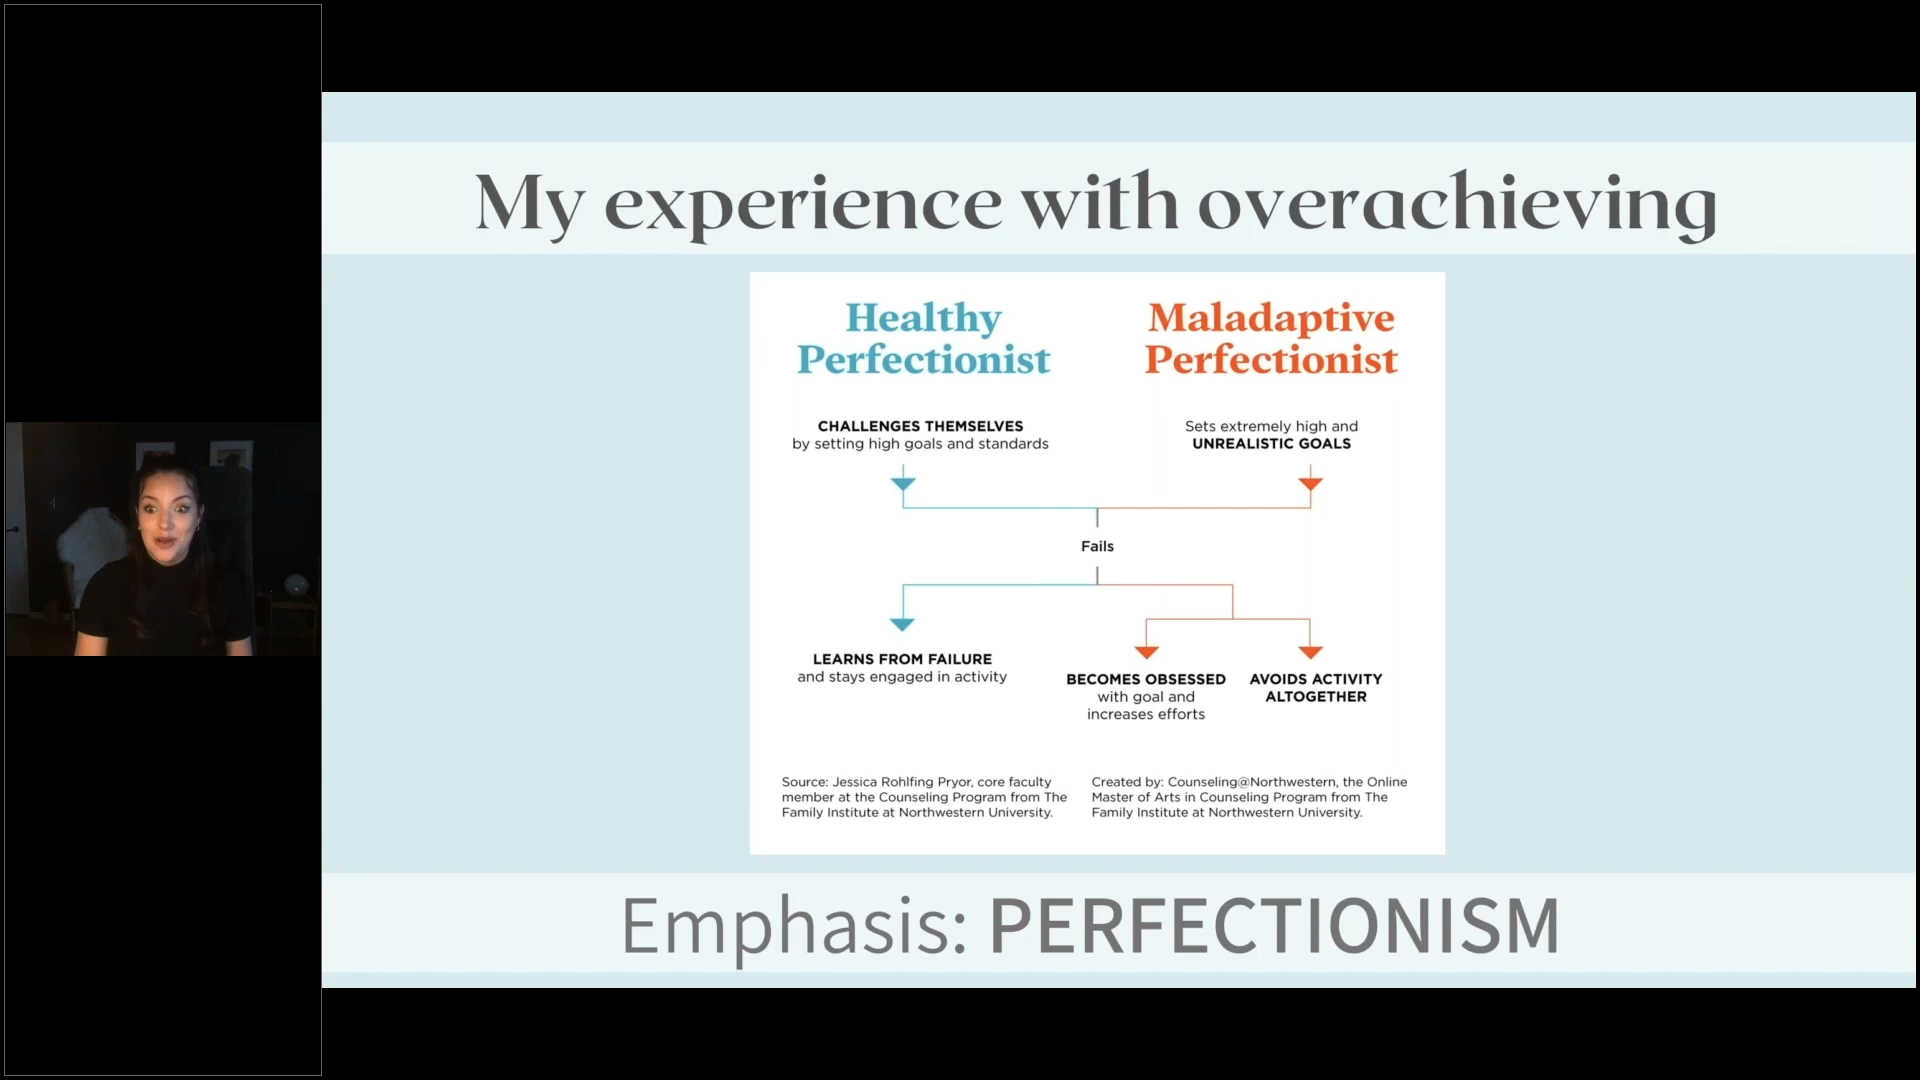 My experience with overachieving
Healthy
Perfectionist
Maladaptive
Perfectionist
CHALLENGES THEMSELVES
by setting high goals and standards
Sets extremely high and
UNREALISTIC GOALS
Fails
LEARNS FROM FAILURE
and stays engaged in activity
BECOMES OBSESSED
with goal and
increases efforts
AVOIDS ACTIVITY
ALTOGETHER
Source: Jessica Rohlfing Pryor, core faculty
member at the Counseling Program from The
Family Institute at Northwestern University.
Created by: Counseling@Northwestern, the Online
Master of Arts in Counseling Program from The
Family Institute at Northwestern University.
Emphasis: PERFECTIONISM